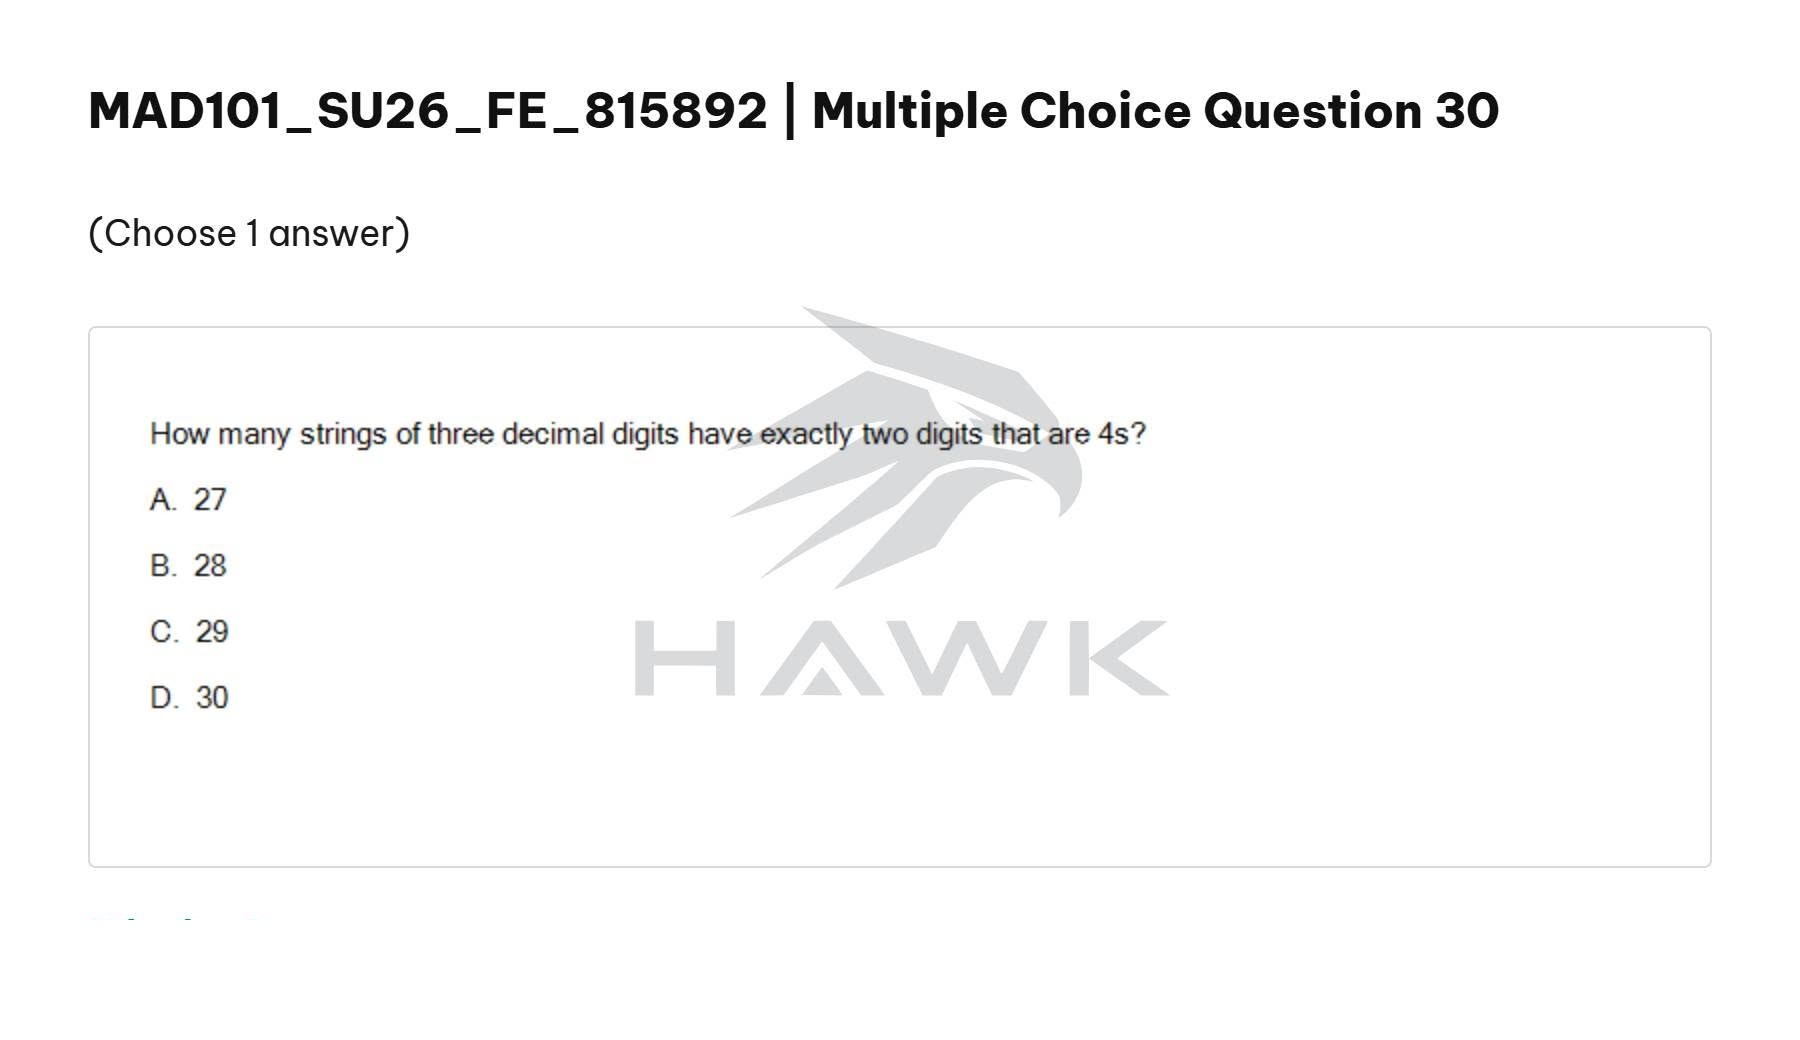 MAD101_SU26_FE_815892 | Multiple Choice Question 30
(Choose 1 answer)
How many strings of three decimal digits have exactly two digits that are 4s?
A. 27
B. 28
C. 29
D. 30
HAWK